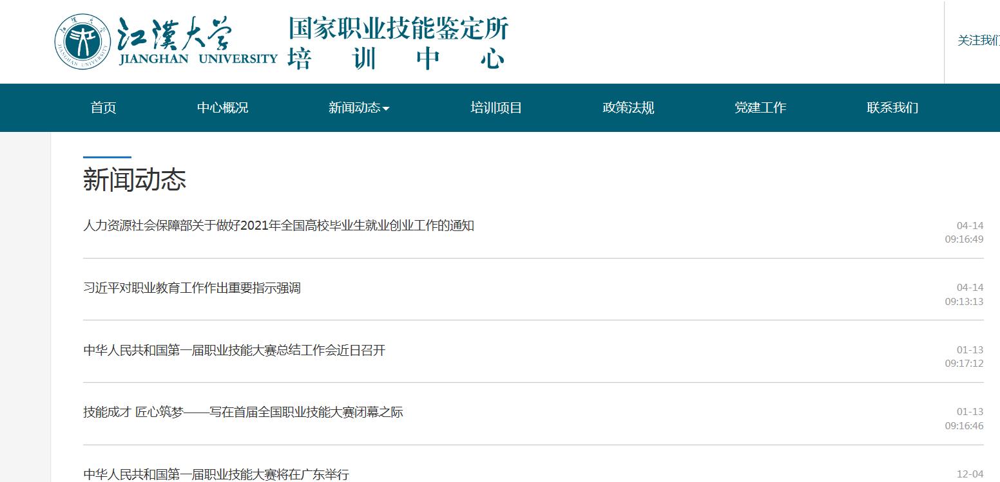 江漢大学
JIANGHAN UNIVERSITY
国家职业技能鉴定所
培训中心
关注我们
首页 中心概况 新闻动态 培训项目 政策法规 党建工作 联系我们
新闻动态
人力资源社会保障部关于做好2021年全国高校毕业生就业创业工作的通知
04-14
09:16:49
习近平对职业教育工作作出重要指示强调
04-14
09:13:13
中华人民共和国第一届职业技能大赛总结工作会近日召开
01-13
09:17:12
技能成才 匠心筑梦——写在首届全国职业技能大赛闭幕之际
01-13
09:16:46
中华人民共和国第一届职业技能大赛将在广东举行
12-04